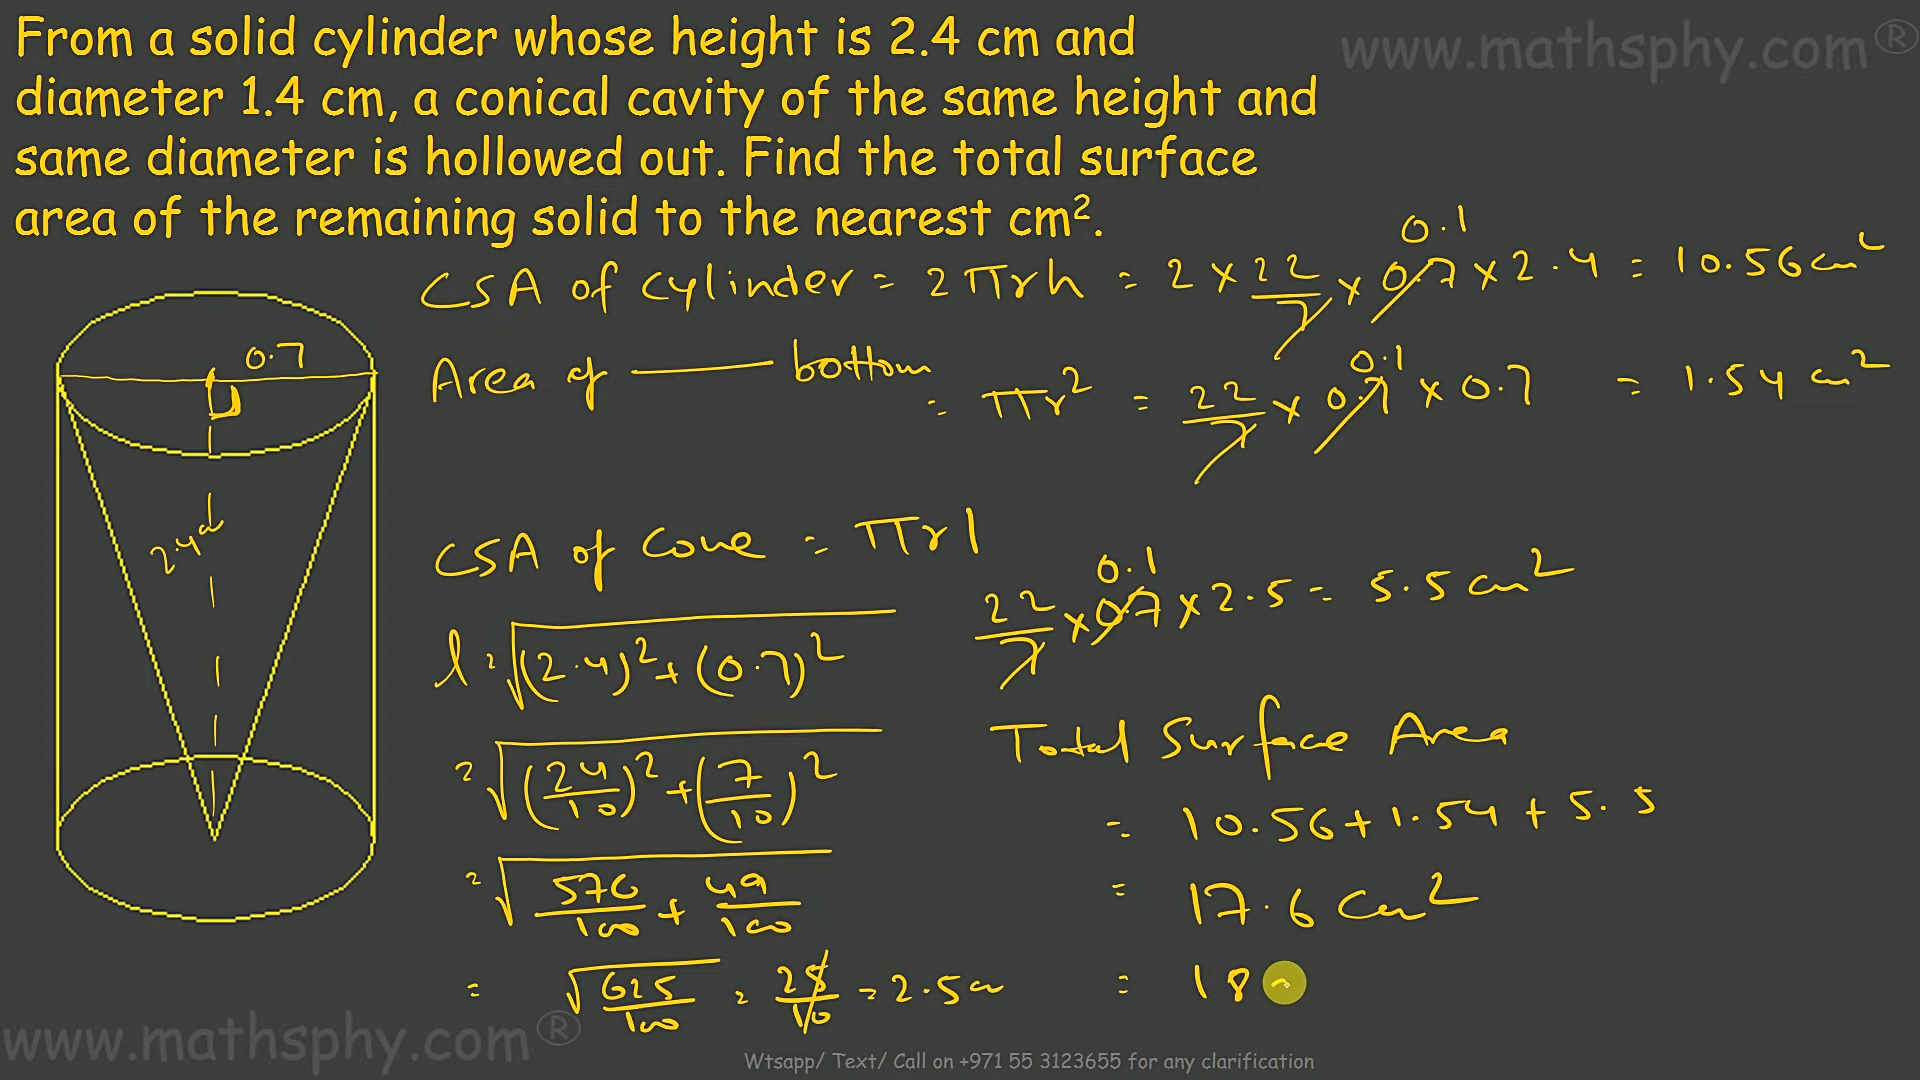 From a solid cylinder whose height is 2.4 cm and
www.mathsphy.com®
diameter 1.4 cm, a conical cavity of the same height and
same diameter is hollowed out. Find the total surface
area of the remaining solid to the nearest cm².
0.1
CSA of cylinder = 2πrh = 2 × 22/7 × 0.7 × 2.4 = 10.56 cm²
0.7
0.1
Area of —— bottom = πr² = 22/7 × 0.7 × 0.7 = 1.54 cm²
2.4
CSA of Cone = πrl
0.1
22/7 × 0.7 × 2.5 = 5.5 cm²
l = √(2.4)² + (0.7)²
Total Surface Area
= √(24/10)² + (7/10)²
= 10.56 + 1.54 + 5.5
= √576/100 + 49/100
= 17.6 cm²
= √625/100 = 25/10 = 2.5 cm
= 18
www.mathsphy.com®
Wtsapp/ Text/ Call on +971 55 3123655 for any clarification